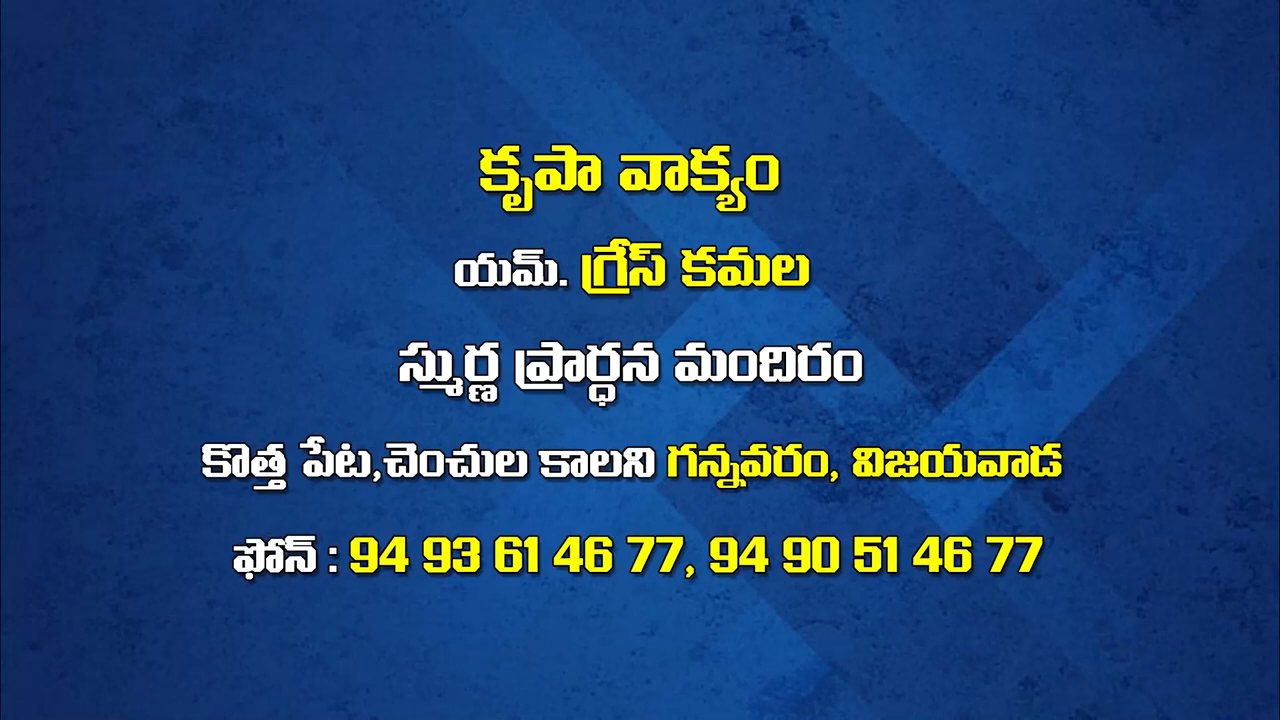 కృపా వాక్యం
యమ్. గ్రేస్ కమల
స్ముర్ణ ప్రార్ధన మందిరం
కొత్త పేట,చెంచుల కాలని గన్నవరం, విజయవాడ
ఫోన్ : 94 93 61 46 77, 94 90 51 46 77